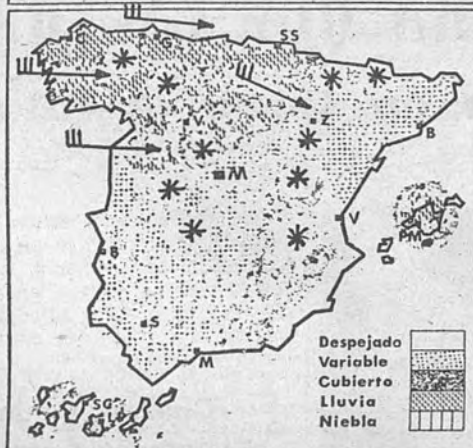 C
G
SS
V
Z
B
M
V
PM
B
S
M
SG
Despejado
Variable
Cubierto
Lluvia
Niebla